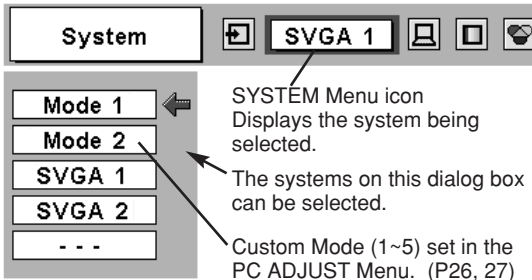 System
SVGA 1
SYSTEM Menu icon
Displays the system being
selected.
Mode 1
Mode 2
SVGA 1
SVGA 2
- - -
The systems on this dialog box
can be selected.
Custom Mode (1~5) set in the
PC ADJUST Menu. (P26, 27)